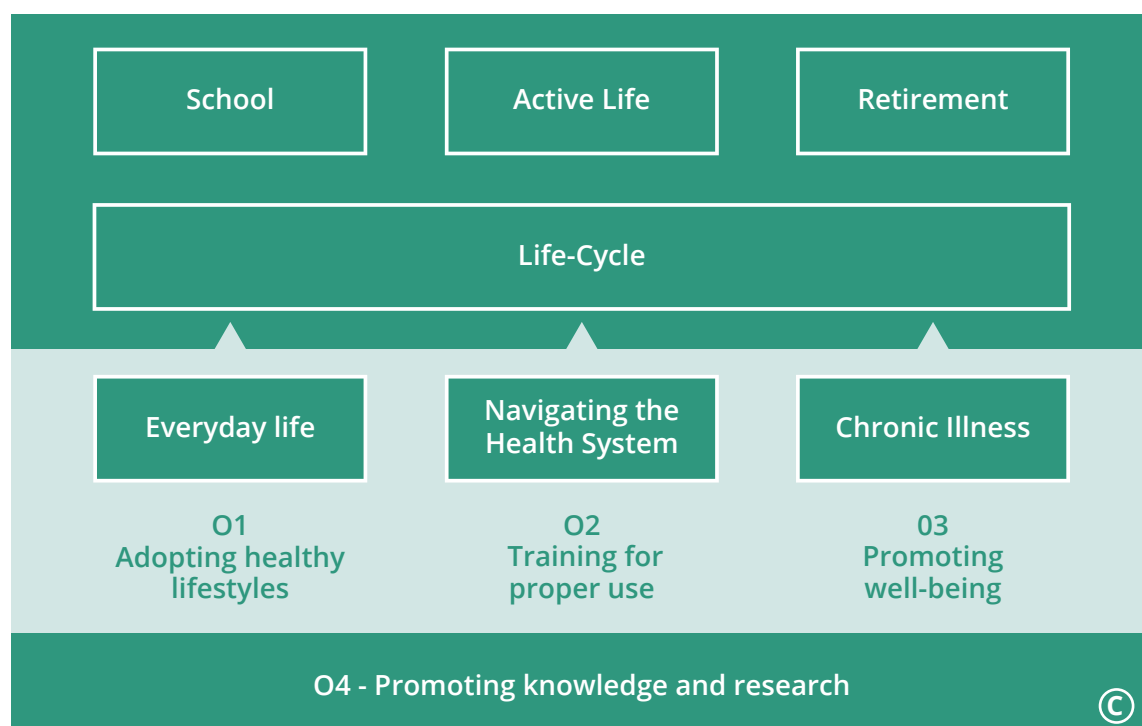 School
Active Life
Retirement
Life-Cycle
Everyday life
Navigating the
Health System
Chronic Illness
O1
Adopting healthy
lifestyles
O2
Training for
proper use
03
Promoting
well-being
O4 - Promoting knowledge and research
©